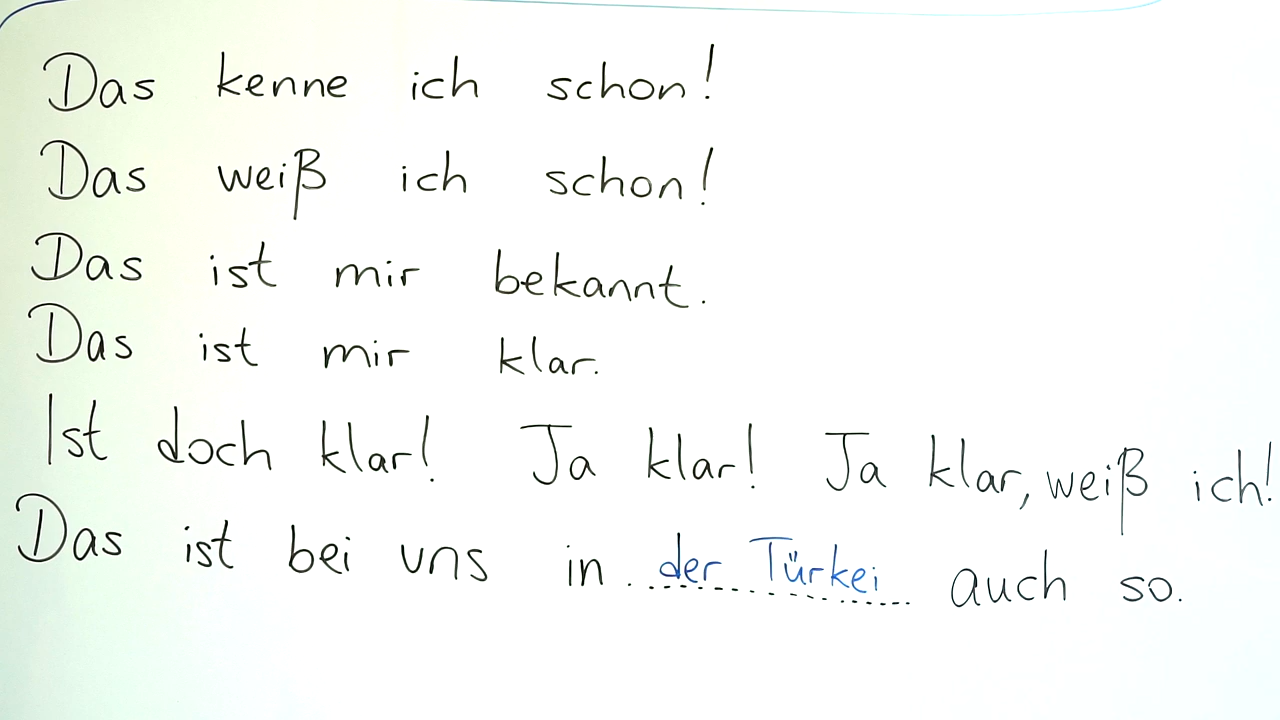 Das kenne ich schon!
Das weiß ich schon!
Das ist mir bekannt.
Das ist mir klar.
Ist doch klar! Ja klar! Ja klar, weiß ich!
Das ist bei uns in der Türkei auch so.